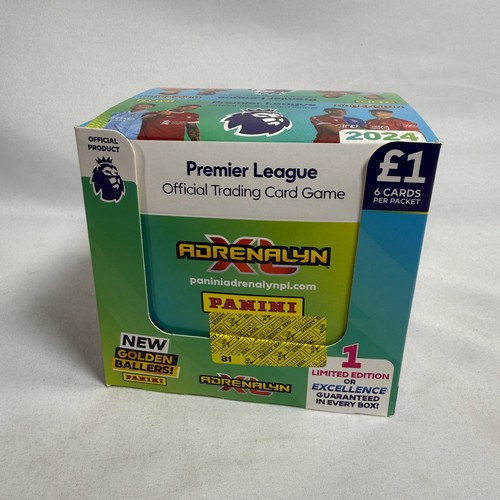 Premier League
2024
OFFICIAL
PRODUCT
Premier League
Official Trading Card Game
£1
6 CARDS
PER PACKET
ADRENALYN
XL
paniniadrenalynpl.com
PANINI
81
NEW
GOLDEN
BALLERS!
PANINI
ADRENALYN
XL
1
LIMITED EDITION
OR
EXCELLENCE
GUARANTEED
IN EVERY BOX!